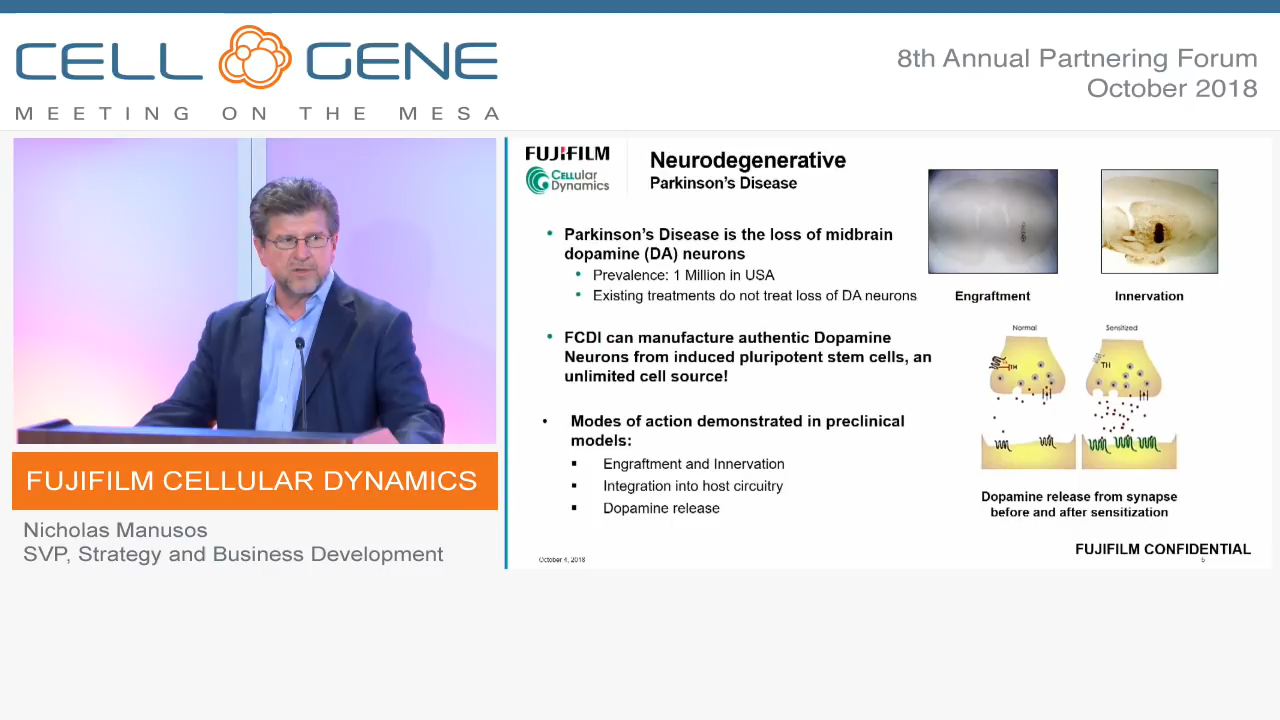 CELL GENE
MEETING ON THE MESA
8th Annual Partnering Forum
October 2018
FUJIFILM
CELLular
Dynamics
Neurodegenerative
Parkinson's Disease
• Parkinson's Disease is the loss of midbrain
dopamine (DA) neurons
• Prevalence: 1 Million in USA
• Existing treatments do not treat loss of DA neurons
• FCDI can manufacture authentic Dopamine
Neurons from induced pluripotent stem cells, an
unlimited cell source!
• Modes of action demonstrated in preclinical
models:
▪ Engraftment and Innervation
▪ Integration into host circuitry
▪ Dopamine release
Engraftment
Innervation
Normal
Sensitized
TH
TH
Dopamine release from synapse
before and after sensitization
FUJIFILM CONFIDENTIAL
October 4, 2018
FUJIFILM CELLULAR DYNAMICS
Nicholas Manusos
SVP, Strategy and Business Development